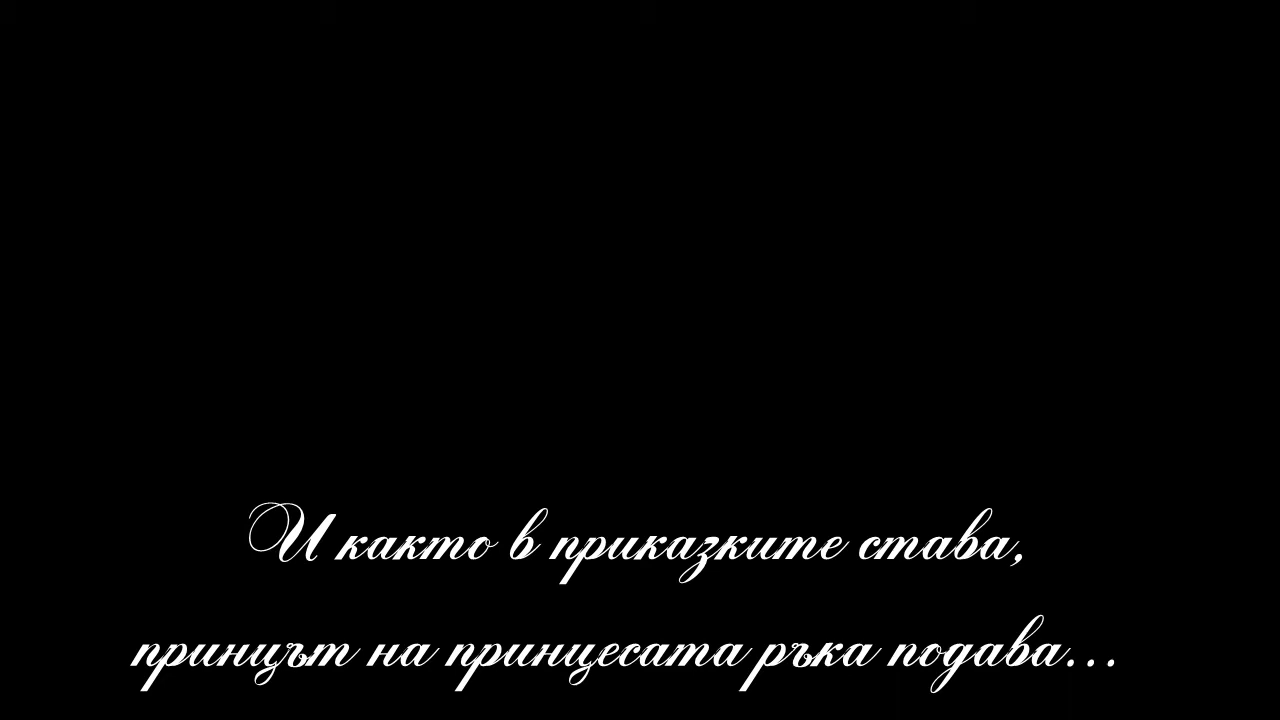 И както в приказките става,
принцът на принцесата ръка подава...